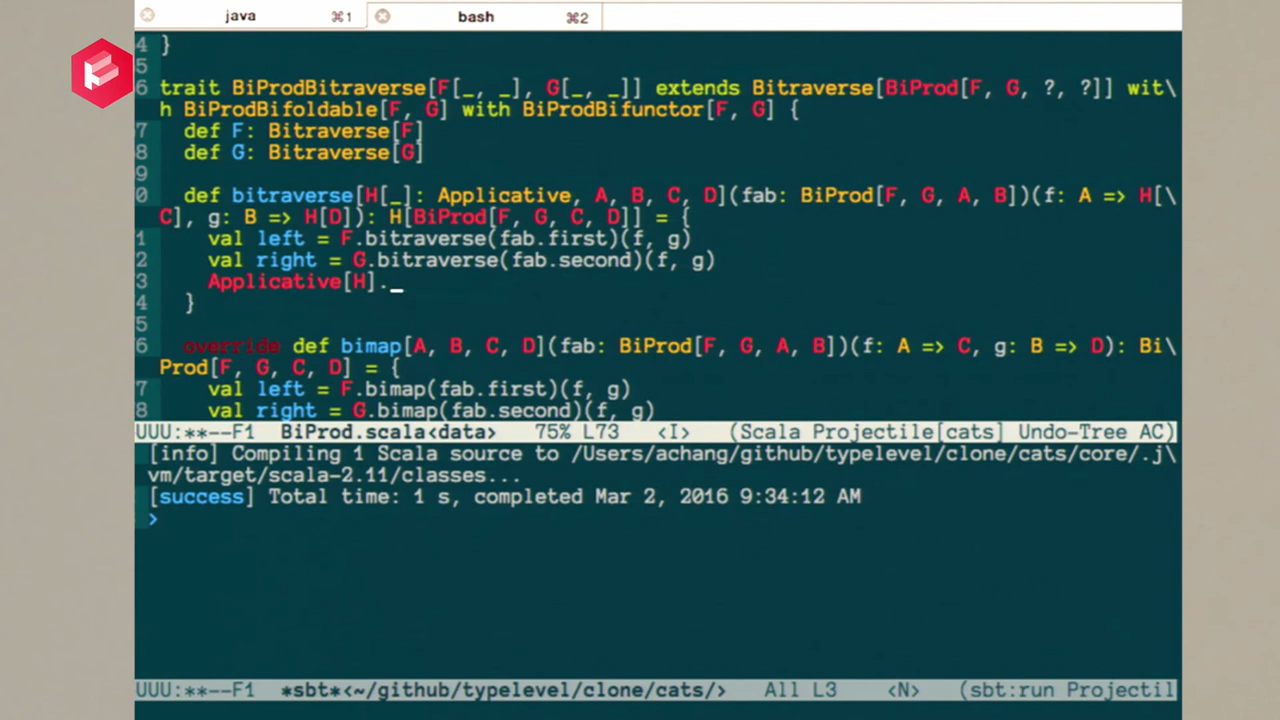 java ⌘1 bash ⌘2
4 }
5
6 trait BiProdBitraverse[F[_, _], G[_, _]] extends Bitraverse[BiProd[F, G, ?, ?]] wit\
h BiProdBifoldable[F, G] with BiProdBifunctor[F, G] {
7   def F: Bitraverse[F]
8   def G: Bitraverse[G]
9
0   def bitraverse[H[_]: Applicative, A, B, C, D](fab: BiProd[F, G, A, B])(f: A => H[\
C], g: B => H[D]): H[BiProd[F, G, C, D]] = {
1     val left = F.bitraverse(fab.first)(f, g)
2     val right = G.bitraverse(fab.second)(f, g)
3     Applicative[H]._
4   }
5
6   override def bimap[A, B, C, D](fab: BiProd[F, G, A, B])(f: A => C, g: B => D): Bi\
Prod[F, G, C, D] = {
7     val left = F.bimap(fab.first)(f, g)
8     val right = G.bimap(fab.second)(f, g)
UUU:**--F1  BiProd.scala<data>   75% L73   <I>   (Scala Projectile[cats] Undo-Tree AC)
[info] Compiling 1 Scala source to /Users/achang/github/typelevel/clone/cats/core/.j\
vm/target/scala-2.11/classes...
[success] Total time: 1 s, completed Mar 2, 2016 9:34:12 AM
>
UUU:**--F1  *sbt*<~/github/typelevel/clone/cats/>   All L3    <N>   (sbt:run Projectil